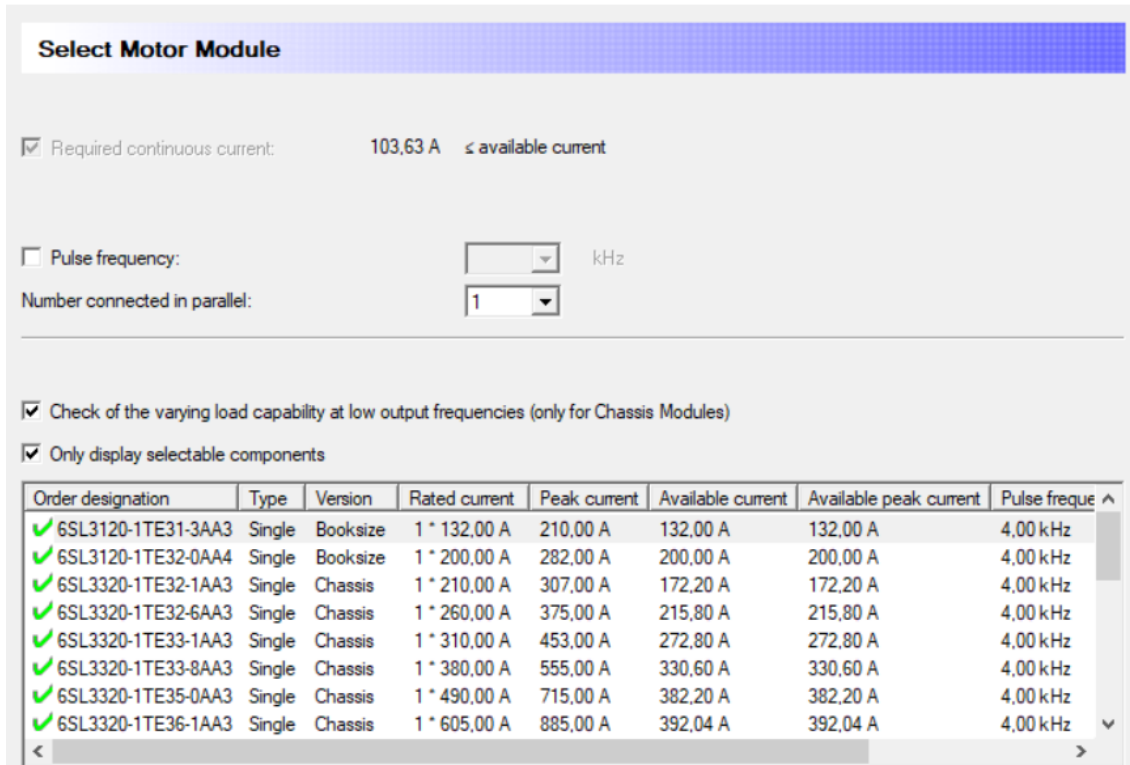 Select Motor Module
Required continuous current: 103,63 A ≤ available current
Pulse frequency: kHz
Number connected in parallel: 1
Check of the varying load capability at low output frequencies (only for Chassis Modules)
Only display selectable components
Order designation Type Version Rated current Peak current Available current Available peak current Pulse freque
6SL3120-1TE31-3AA3 Single Booksize 1 * 132,00 A 210,00 A 132,00 A 132,00 A 4,00 kHz
6SL3120-1TE32-0AA4 Single Booksize 1 * 200,00 A 282,00 A 200,00 A 200,00 A 4,00 kHz
6SL3320-1TE32-1AA3 Single Chassis 1 * 210,00 A 307,00 A 172,20 A 172,20 A 4,00 kHz
6SL3320-1TE32-6AA3 Single Chassis 1 * 260,00 A 375,00 A 215,80 A 215,80 A 4,00 kHz
6SL3320-1TE33-1AA3 Single Chassis 1 * 310,00 A 453,00 A 272,80 A 272,80 A 4,00 kHz
6SL3320-1TE33-8AA3 Single Chassis 1 * 380,00 A 555,00 A 330,60 A 330,60 A 4,00 kHz
6SL3320-1TE35-0AA3 Single Chassis 1 * 490,00 A 715,00 A 382,20 A 382,20 A 4,00 kHz
6SL3320-1TE36-1AA3 Single Chassis 1 * 605,00 A 885,00 A 392,04 A 392,04 A 4,00 kHz